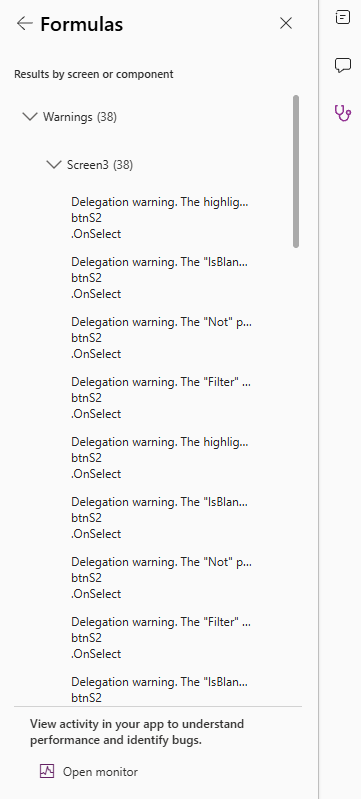 Formulas
Results by screen or component
Warnings (38)
Screen3 (38)
Delegation warning. The highlig...
btnS2
.OnSelect
Delegation warning. The "IsBlan...
btnS2
.OnSelect
Delegation warning. The "Not" p...
btnS2
.OnSelect
Delegation warning. The "Filter" ...
btnS2
.OnSelect
Delegation warning. The highlig...
btnS2
.OnSelect
Delegation warning. The "IsBlan...
btnS2
.OnSelect
Delegation warning. The "Not" p...
btnS2
.OnSelect
Delegation warning. The "Filter" ...
btnS2
.OnSelect
Delegation warning. The "IsBlan...
btnS2
View activity in your app to understand
performance and identify bugs.
Open monitor